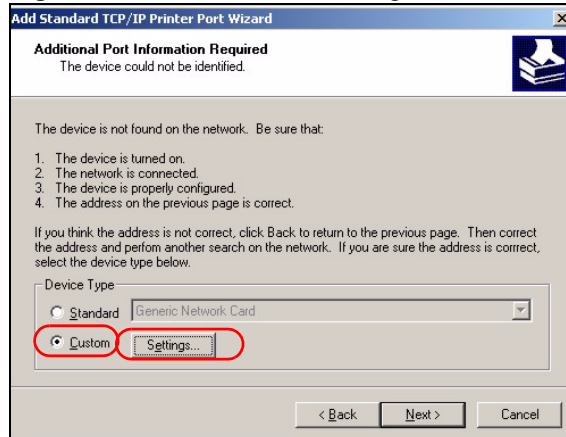 Add Standard TCP/IP Printer Port Wizard
Additional Port Information Required
The device could not be identified.
The device is not found on the network. Be sure that:
1. The device is turned on.
2. The network is connected.
3. The device is properly configured.
4. The address on the previous page is correct.
If you think the address is not correct, click Back to return to the previous page. Then correct
the address and perfom another search on the network. If you are sure the address is correct,
select the device type below.
Device Type
Standard Generic Network Card
Custom Settings...
< Back Next > Cancel